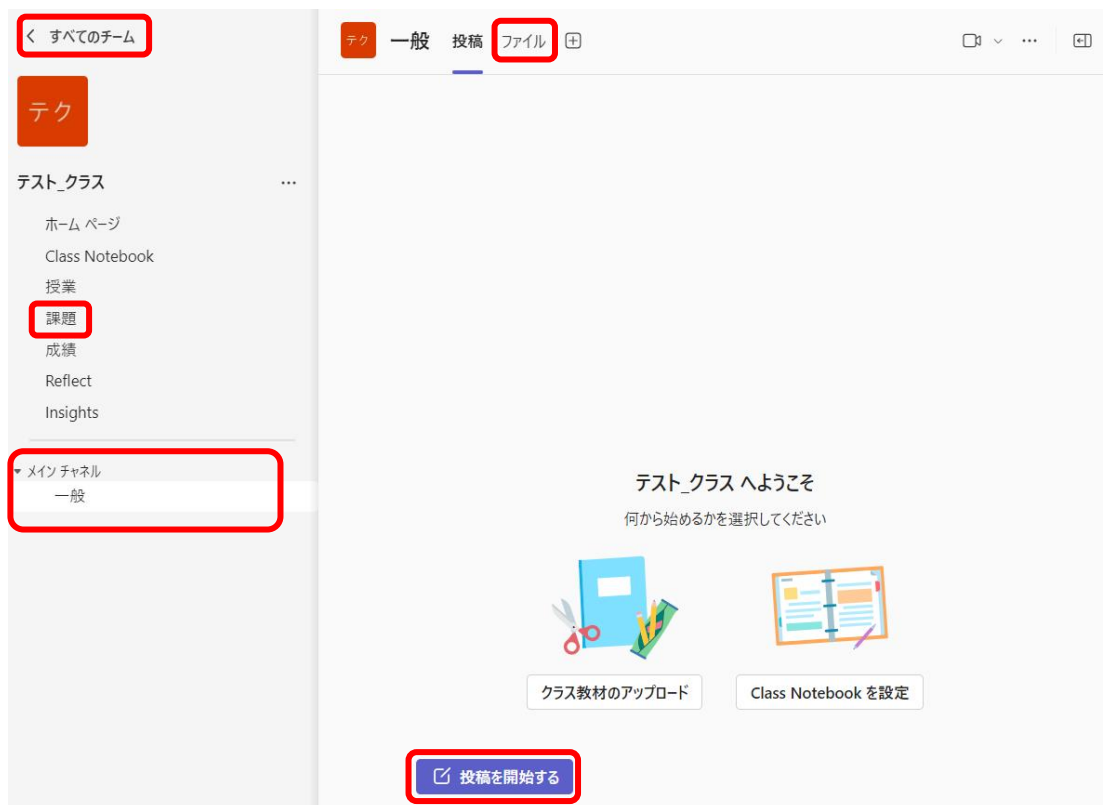 すべてのチーム
テク
テスト_クラス
ホーム ページ
Class Notebook
授業
課題
成績
Reflect
Insights
メイン チャネル
一般
テク 一般 投稿 ファイル
テスト_クラス へようこそ
何から始めるかを選択してください
クラス教材のアップロード
Class Notebook を設定
投稿を開始する